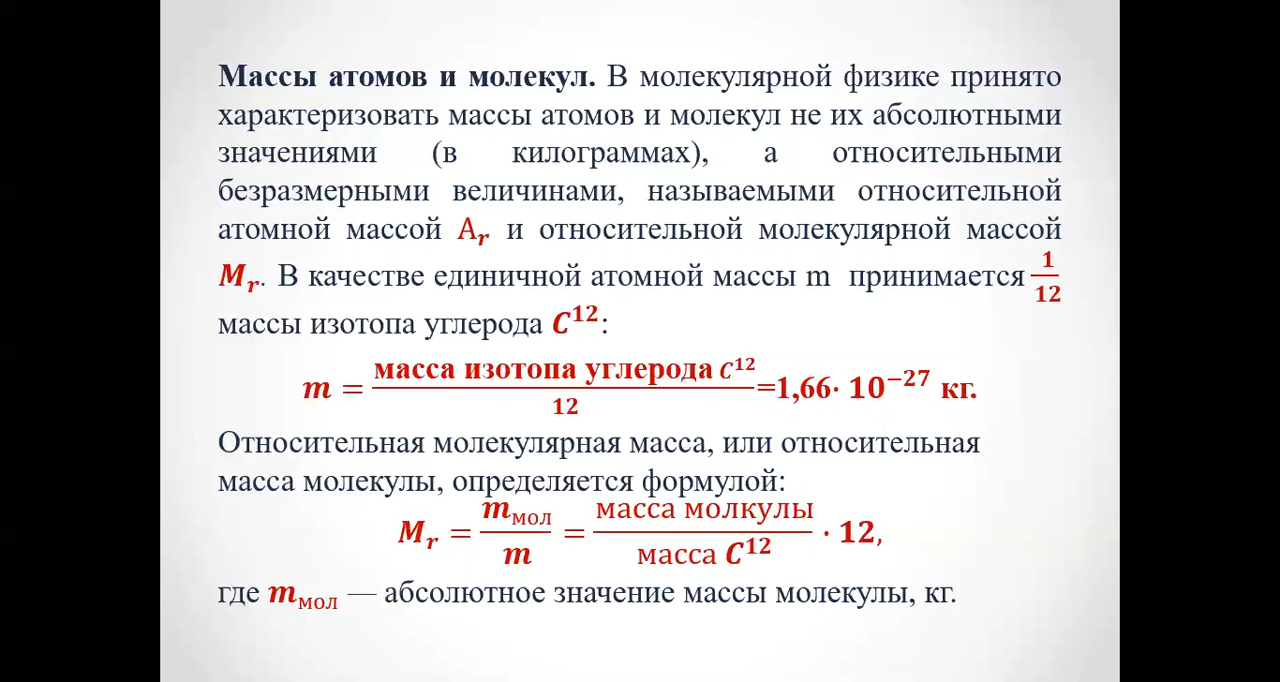 Массы атомов и молекул. В молекулярной физике принято
характеризовать массы атомов и молекул не их абсолютными
значениями (в килограммах), а относительными
безразмерными величинами, называемыми относительной
атомной массой Aᵣ и относительной молекулярной массой
Mᵣ. В качестве единичной атомной массы m принимается 1/12
массы изотопа углерода C¹²:
m = масса изотопа углерода C¹² / 12 =1,66· 10⁻²⁷ кг.
Относительная молекулярная масса, или относительная
масса молекулы, определяется формулой:
Mᵣ = m_мол / m = масса молкулы / масса C¹² · 12,
где m_мол — абсолютное значение массы молекулы, кг.